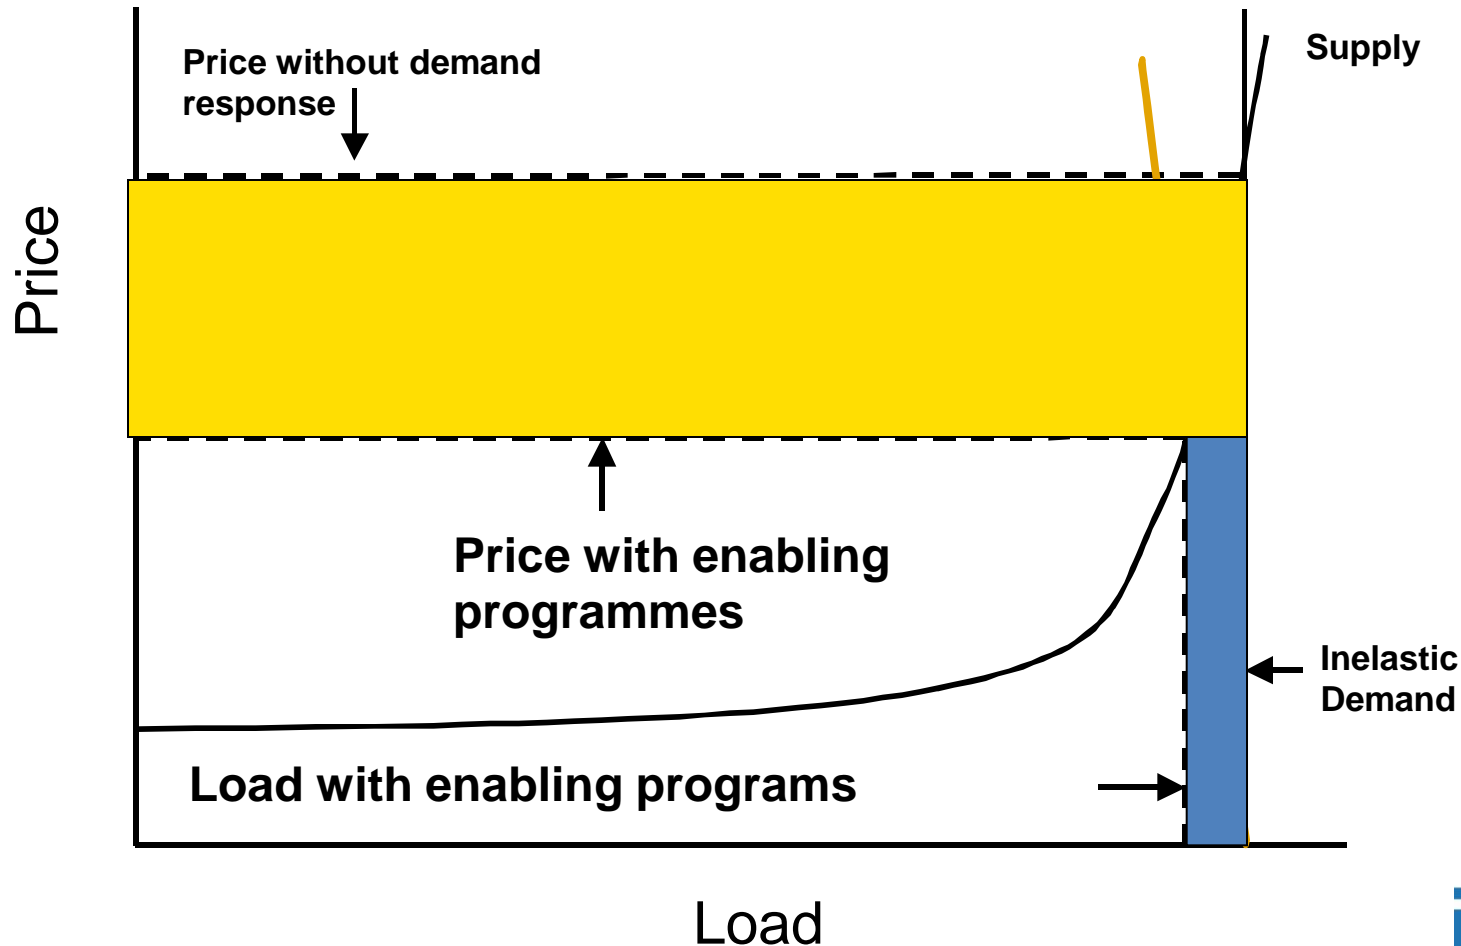 Price without demand
response
Supply
Price
Price with enabling
programmes
Inelastic
Demand
Load with enabling programs
Load